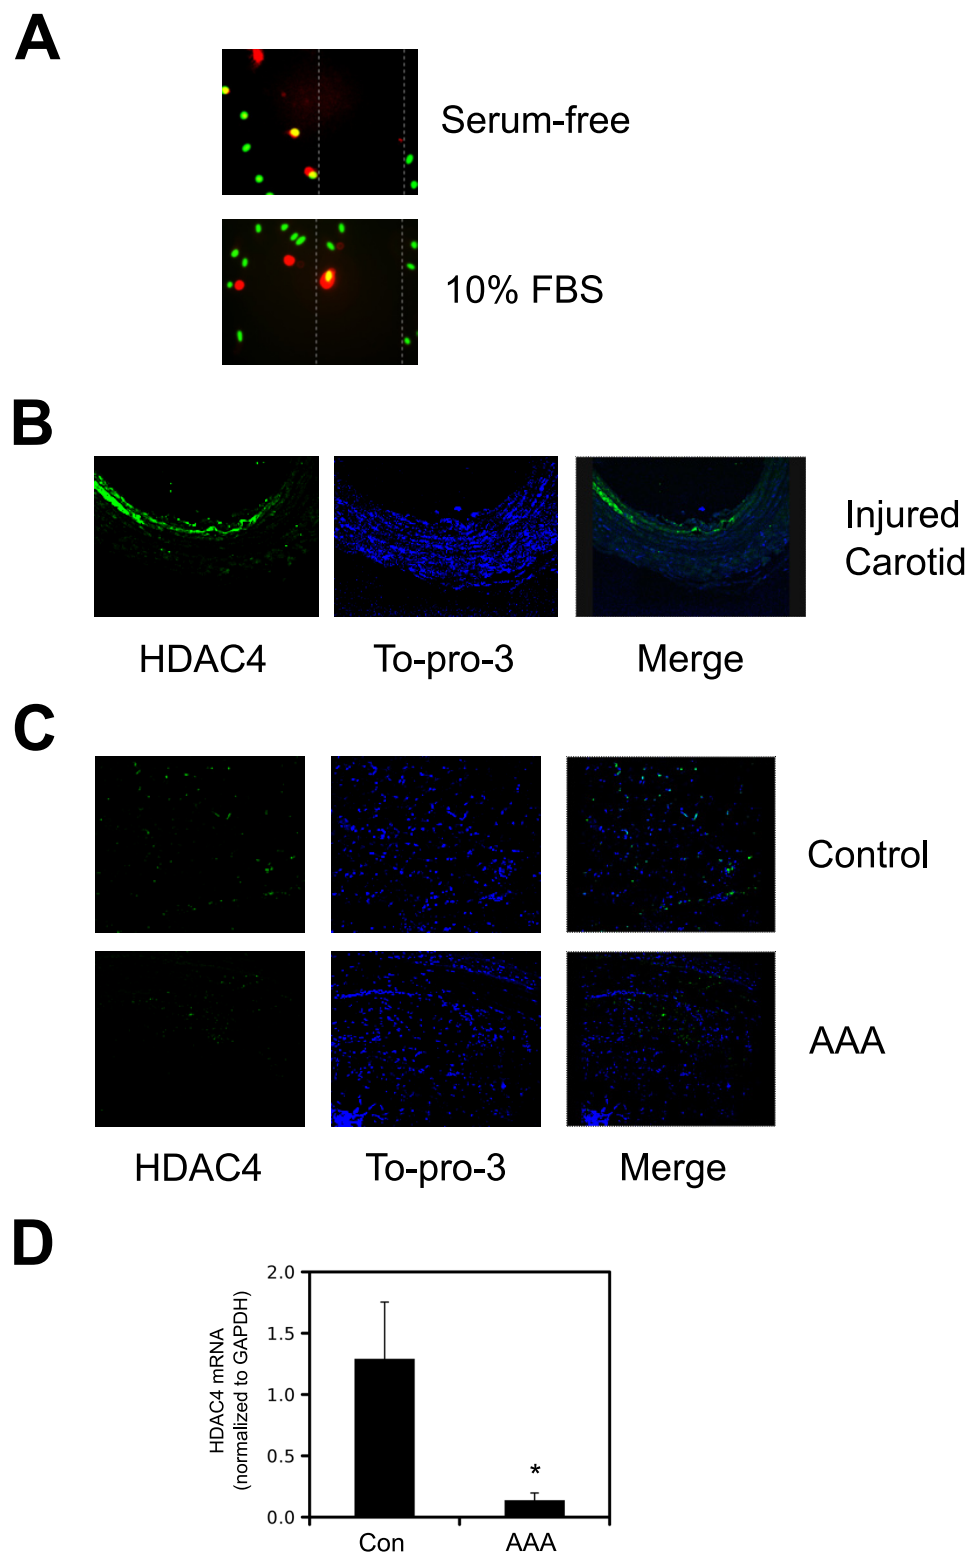 A
Serum-free
10% FBS
B
Injured
Carotid
HDAC4
To-pro-3
Merge
C
Control
AAA
HDAC4
To-pro-3
Merge
D
HDAC4 mRNA
(normalized to GAPDH)
2.0
1.5
1.0
0.5
0.0
*
Con
AAA